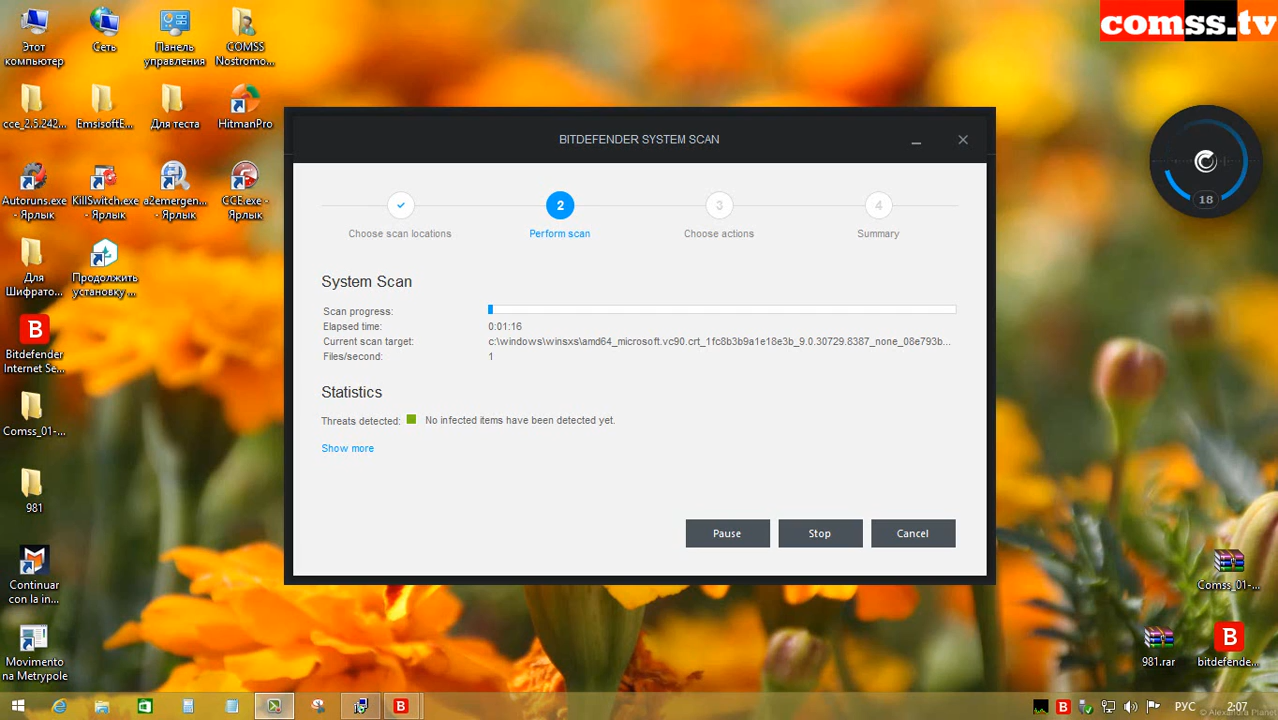 comss.tv
Этот
компьютер
Сеть
Панель
управления
COMSS
Nostromo...
cce_2.5.242...
EmsisoftE...
Для теста
HitmanPro
Autoruns.exe
- Ярлык
KillSwitch.exe
- Ярлык
a2emergen...
- Ярлык
CCE.exe -
Ярлык
Для
Шифрато...
Продолжить
установку ...
Bitdefender
Internet Se...
Comss_01-...
981
Continuar
con la in...
Movimento
na Metrypole
BITDEFENDER SYSTEM SCAN
2
3
4
Choose scan locations
Perform scan
Choose actions
Summary
System Scan
Scan progress:
Elapsed time:
0:01:16
Current scan target:
c:\windows\winsxs\amd64_microsoft.vc90.crt_1fc8b3b9a1e18e3b_9.0.30729.8387_none_08e793b...
Files/second:
1
Statistics
Threats detected:
No infected items have been detected yet.
Show more
Pause
Stop
Cancel
18
Comss_01-...
981.rar
bitdefende...
РУС
2:07
© Alexandra Planet